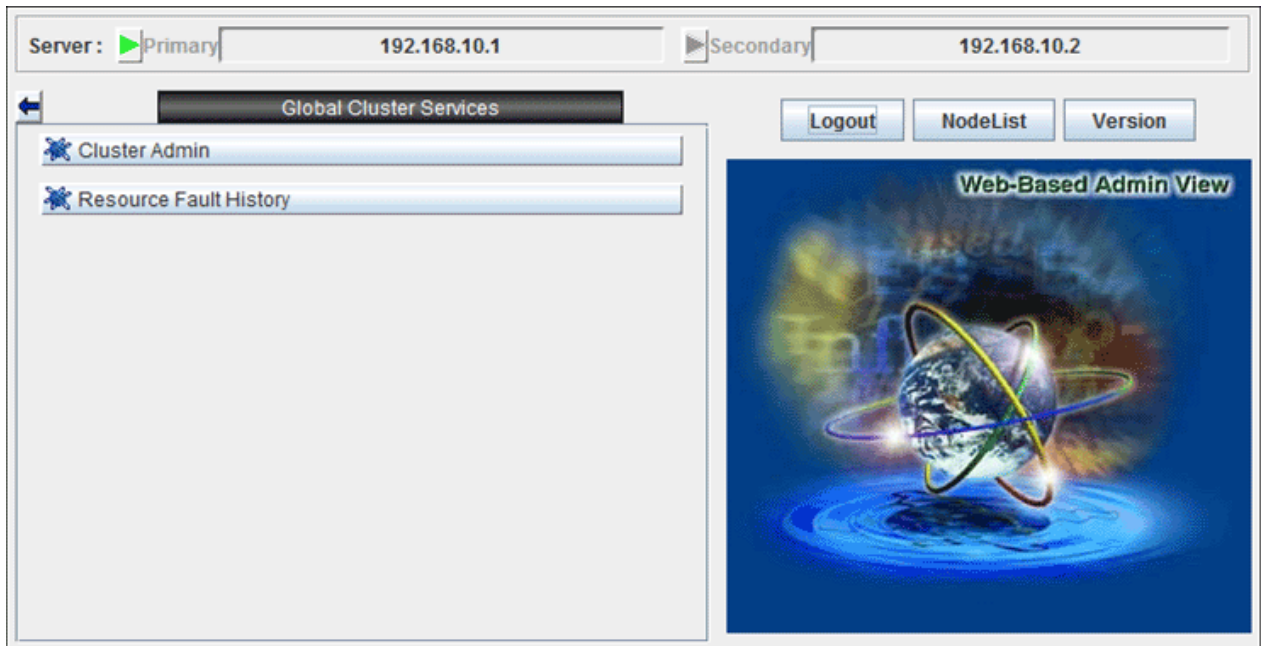 Server : Primary 192.168.10.1 Secondary 192.168.10.2
Global Cluster Services
Logout NodeList Version
Cluster Admin
Resource Fault History
Web-Based Admin View